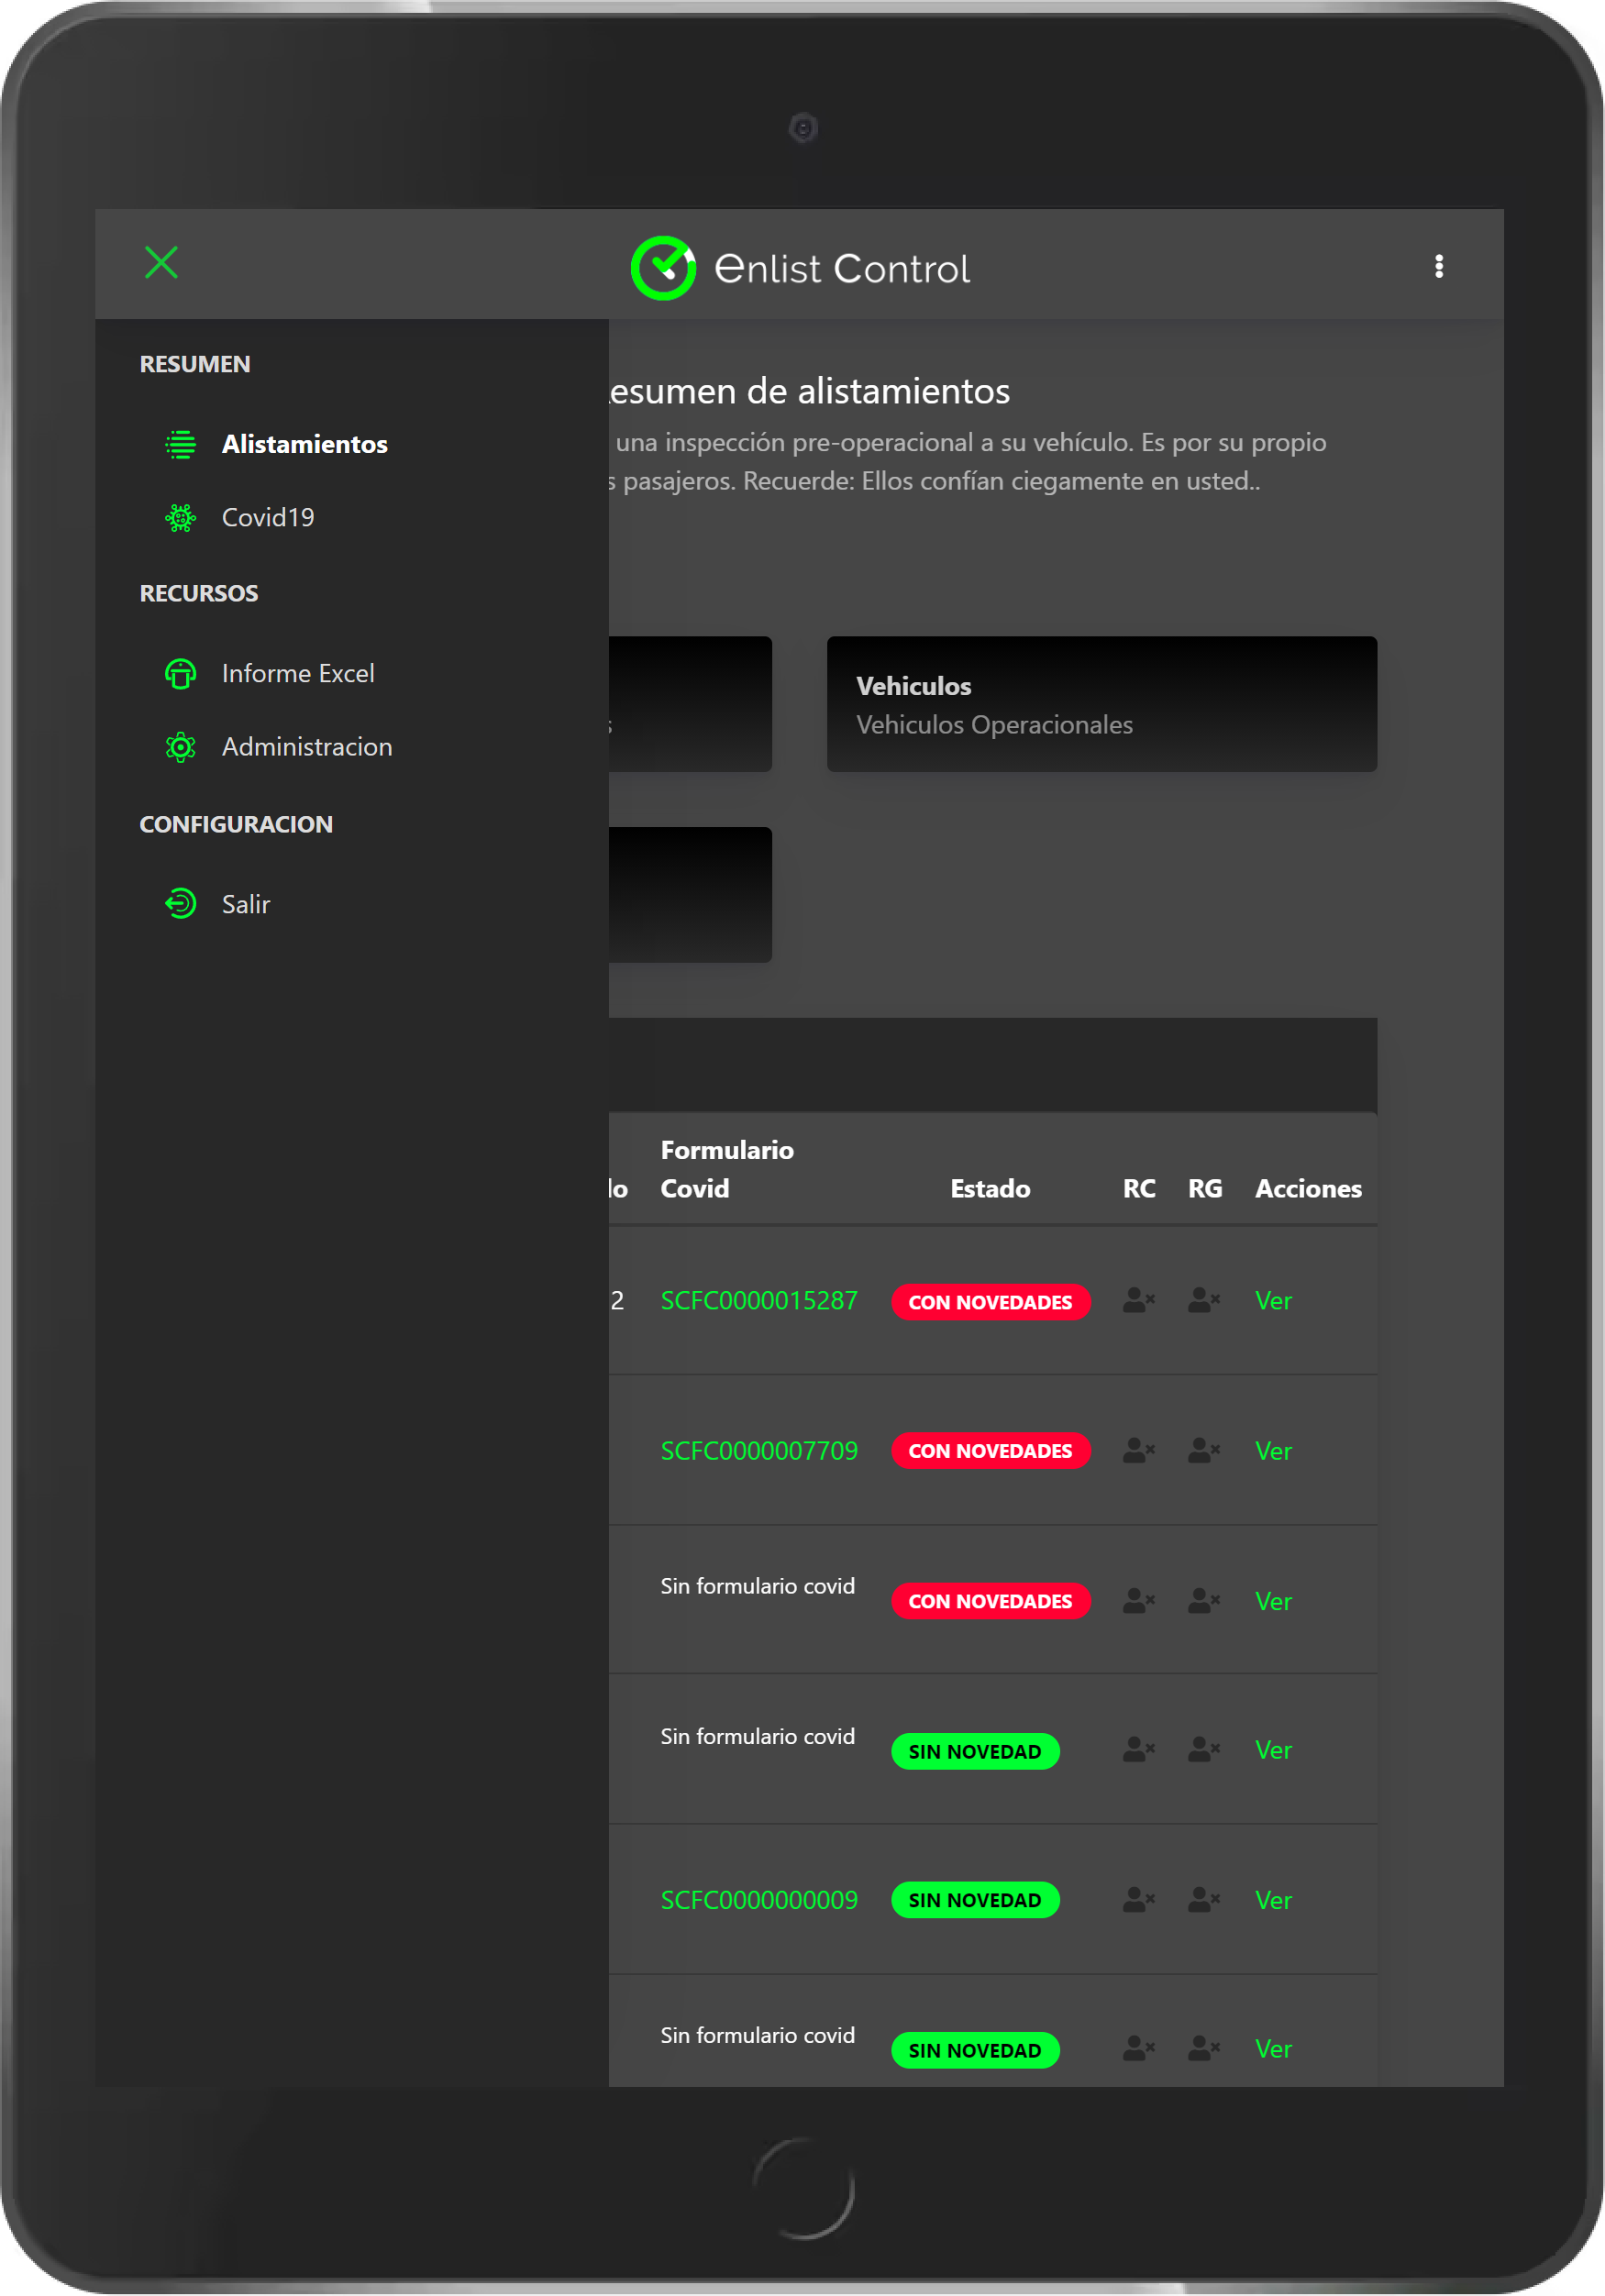 enlist Control
RESUMEN
Alistamientos
Covid19
RECURSOS
Informe Excel
Administracion
CONFIGURACION
Salir
esumen de alistamientos
una inspección pre-operacional a su vehículo. Es por su propio
s pasajeros. Recuerde: Ellos confían ciegamente en usted..
Vehiculos
Vehiculos Operacionales
Formulario
lo Covid Estado RC RG Acciones
2 SCFC0000015287 CON NOVEDADES Ver
SCFC0000007709 CON NOVEDADES Ver
Sin formulario covid CON NOVEDADES Ver
Sin formulario covid SIN NOVEDAD Ver
SCFC0000000009 SIN NOVEDAD Ver
Sin formulario covid SIN NOVEDAD Ver